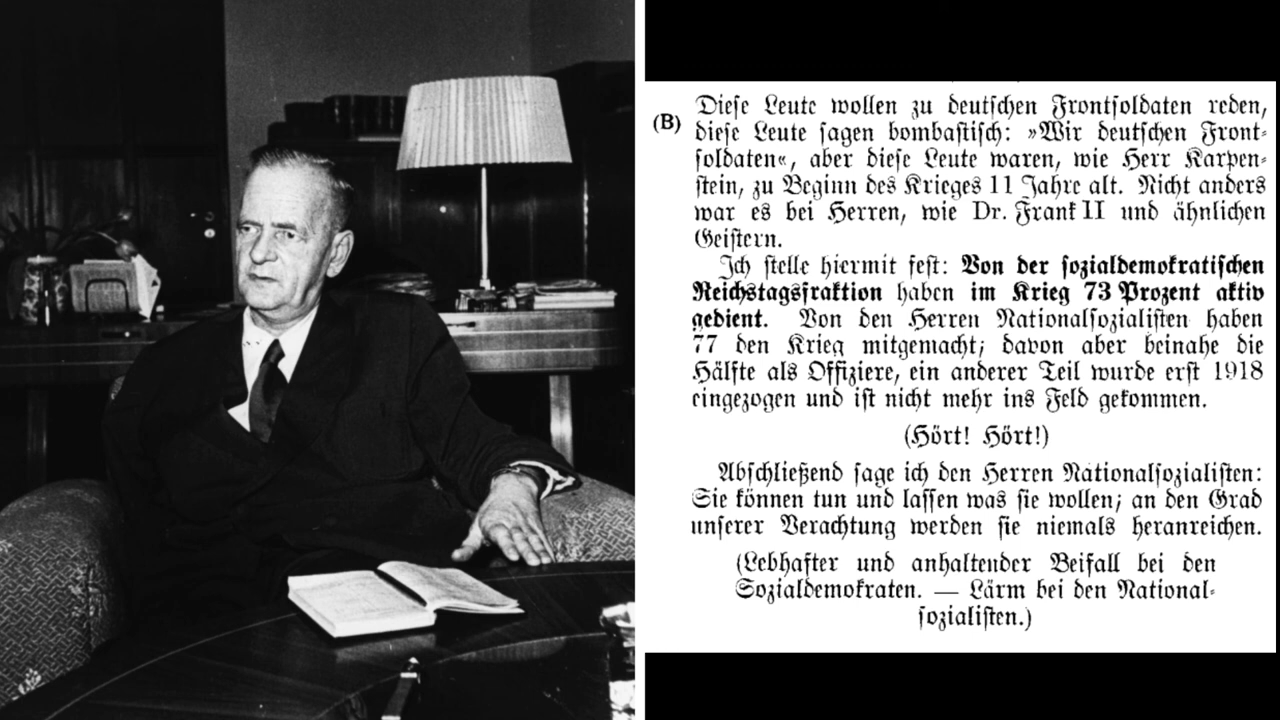 (B)
Diese Leute wollen zu deutschen Frontsoldaten reden,
diese Leute sagen bombastisch: »Wir deutschen Front-
soldaten«, aber diese Leute waren, wie Herr Karpen-
stein, zu Beginn des Krieges 11 Jahre alt. Nicht anders
war es bei Herren, wie Dr. Frank II und ähnlichen
Geistern.
Ich stelle hiermit fest: Von der sozialdemokratischen
Reichstagsfraktion haben im Krieg 73 Prozent aktiv
gedient. Von den Herren Nationalsozialisten haben
77 den Krieg mitgemacht; davon aber beinahe die
Hälfte als Offiziere, ein anderer Teil wurde erst 1918
eingezogen und ist nicht mehr ins Feld gekommen.
(Hört! Hört!)
Abschließend sage ich den Herren Nationalsozialisten:
Sie können tun und lassen was sie wollen; an den Grad
unserer Verachtung werden sie niemals heranreichen.
(Lebhafter und anhaltender Beifall bei den
Sozialdemokraten. — Lärm bei den National-
sozialisten.)